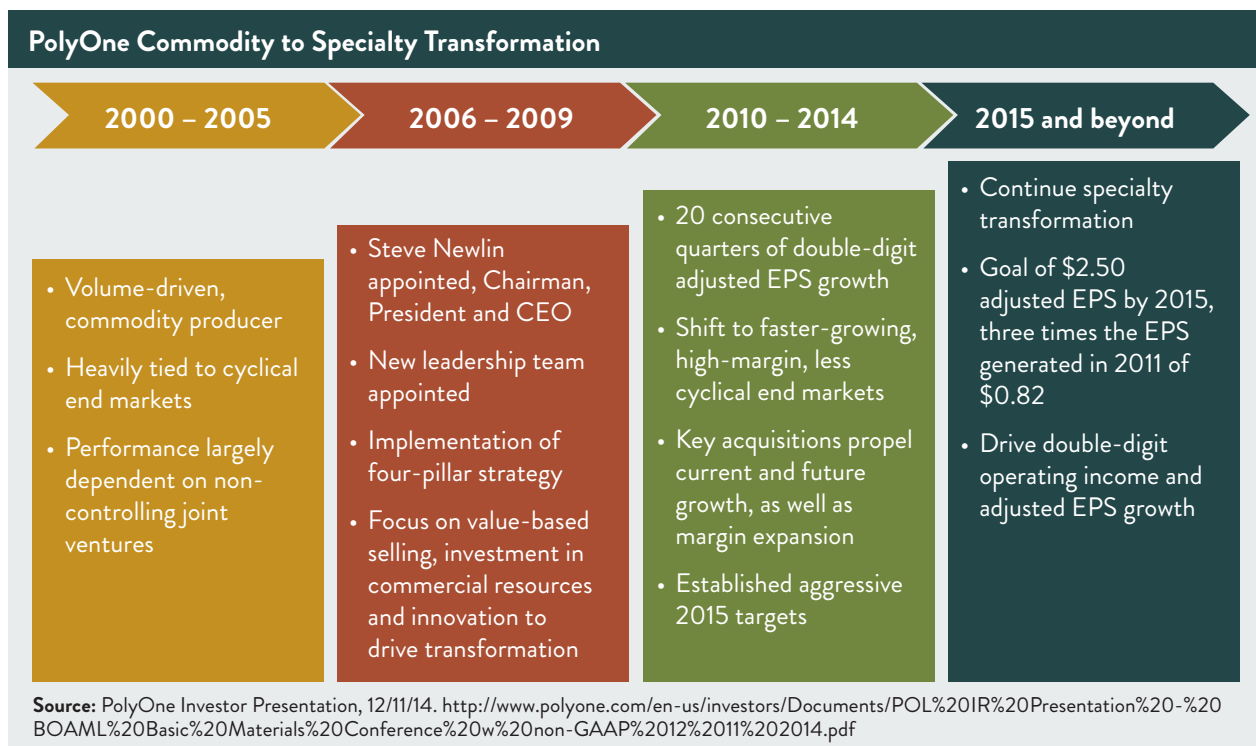 PolyOne Commodity to Specialty Transformation
2000 – 2005
2006 – 2009
2010 – 2014
2015 and beyond
• Volume-driven,
commodity producer
• Heavily tied to cyclical
end markets
• Performance largely
dependent on non-
controlling joint
ventures
• Steve Newlin
appointed, Chairman,
President and CEO
• New leadership team
appointed
• Implementation of
four-pillar strategy
• Focus on value-based
selling, investment in
commercial resources
and innovation to
drive transformation
• 20 consecutive
quarters of double-digit
adjusted EPS growth
• Shift to faster-growing,
high-margin, less
cyclical end markets
• Key acquisitions propel
current and future
growth, as well as
margin expansion
• Established aggressive
2015 targets
• Continue specialty
transformation
• Goal of $2.50
adjusted EPS by 2015,
three times the EPS
generated in 2011 of
$0.82
• Drive double-digit
operating income and
adjusted EPS growth
Source: PolyOne Investor Presentation, 12/11/14. http://www.polyone.com/en-us/investors/Documents/POL%20IR%20Presentation%20-%20
BOAML%20Basic%20Materials%20Conference%20w%20non-GAAP%2012%2011%202014.pdf